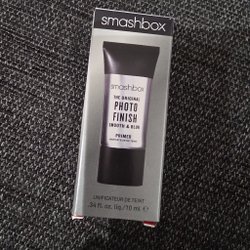 smashbox
smashbox
THE ORIGINAL
PHOTO
FINISH
SMOOTH & BLUR
PRIMER
UNIFICATEUR DE TEINT
.34 fl. oz. liq./10 ml ℮